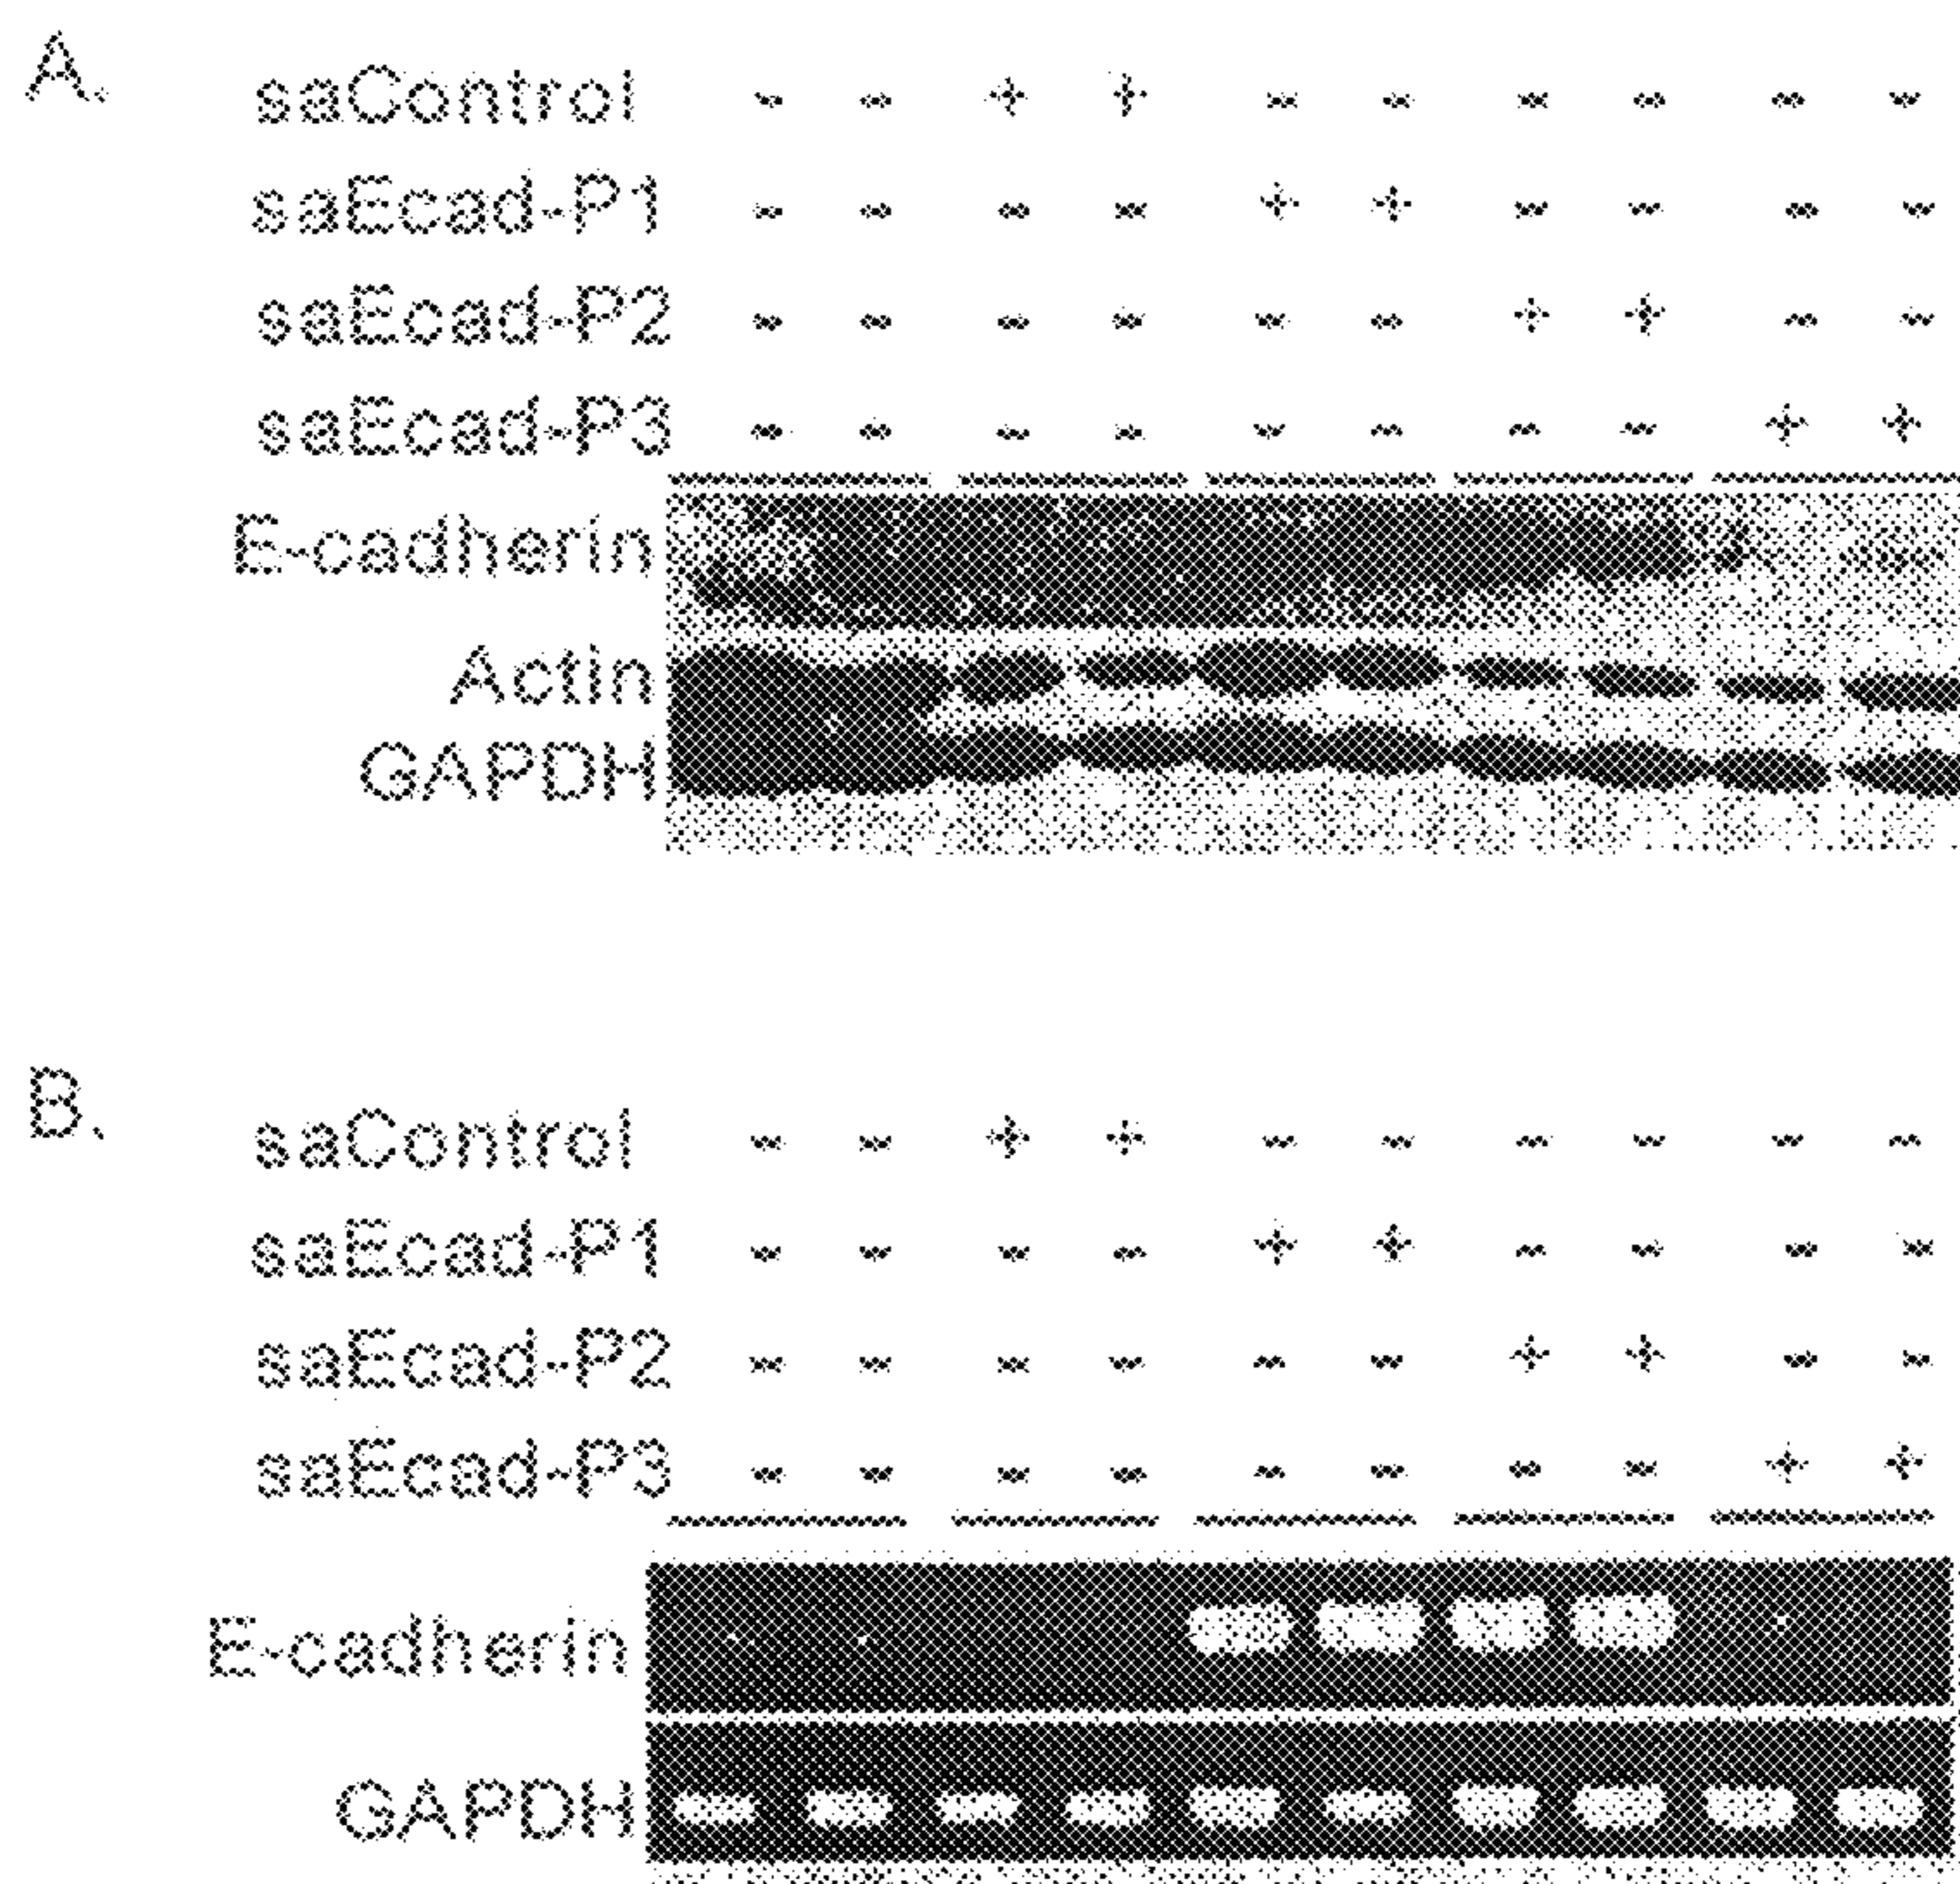 A.
saControl - - + + - - - - - -
saEcad-P1 - - - - + + - - - -
saEcad-P2 - - - - - - + + - -
saEcad-P3 - - - - - - - - + +
E-cadherin
Actin
GAPDH
B.
saControl - - + + - - - - - -
saEcad-P1 - - - - + + - - - -
saEcad-P2 - - - - - - + + - -
saEcad-P3 - - - - - - - - + +
E-cadherin
GAPDH